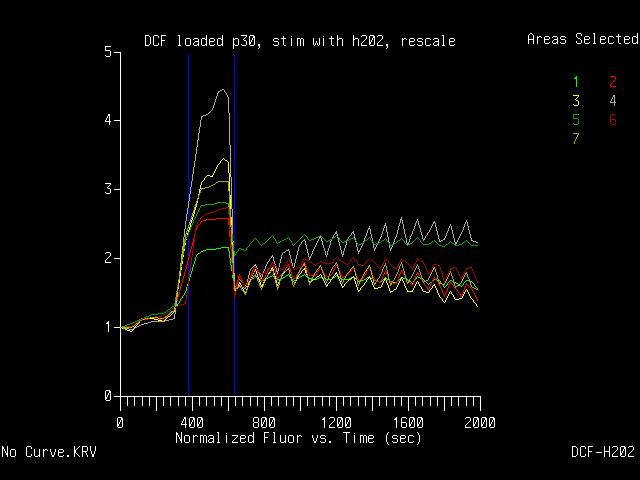 DCF loaded p30, stim with h202, rescale
Areas Selected
1 2
3 4
5 6
7
5
4
3
2
1
0
0 400 800 1200 1600 2000
Normalized Fluor vs. Time (sec)
No Curve.KRV
DCF-H202